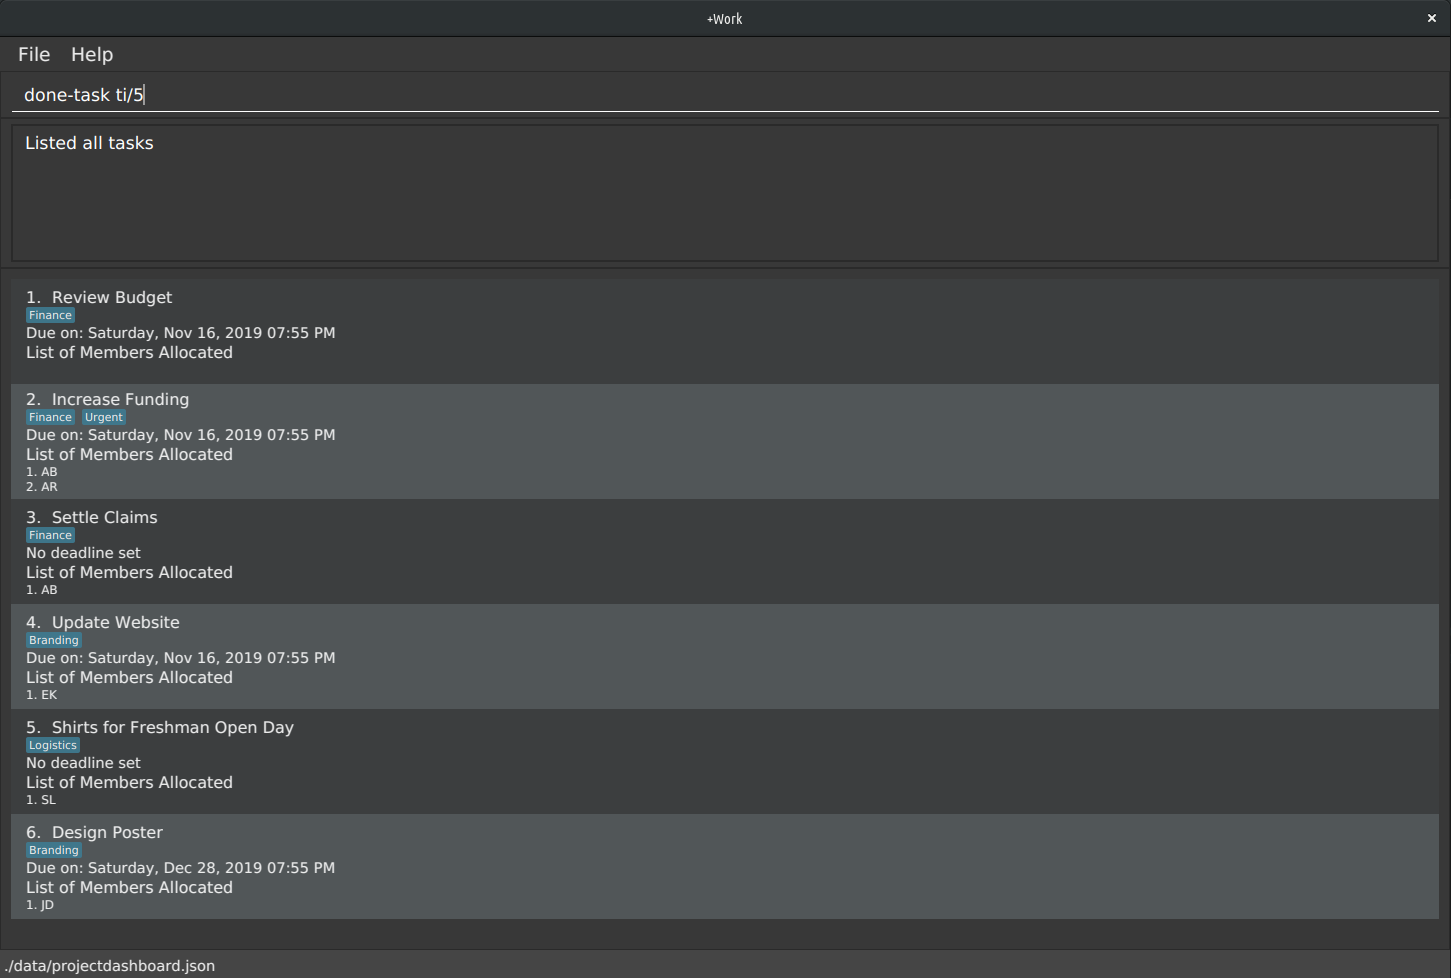 +Work
File Help
done-task ti/5
Listed all tasks
1. Review Budget
Finance
Due on: Saturday, Nov 16, 2019 07:55 PM
List of Members Allocated
2. Increase Funding
Finance Urgent
Due on: Saturday, Nov 16, 2019 07:55 PM
List of Members Allocated
1. AB
2. AR
3. Settle Claims
Finance
No deadline set
List of Members Allocated
1. AB
4. Update Website
Branding
Due on: Saturday, Nov 16, 2019 07:55 PM
List of Members Allocated
1. EK
5. Shirts for Freshman Open Day
Logistics
No deadline set
List of Members Allocated
1. SL
6. Design Poster
Branding
Due on: Saturday, Dec 28, 2019 07:55 PM
List of Members Allocated
1. JD
./data/projectdashboard.json